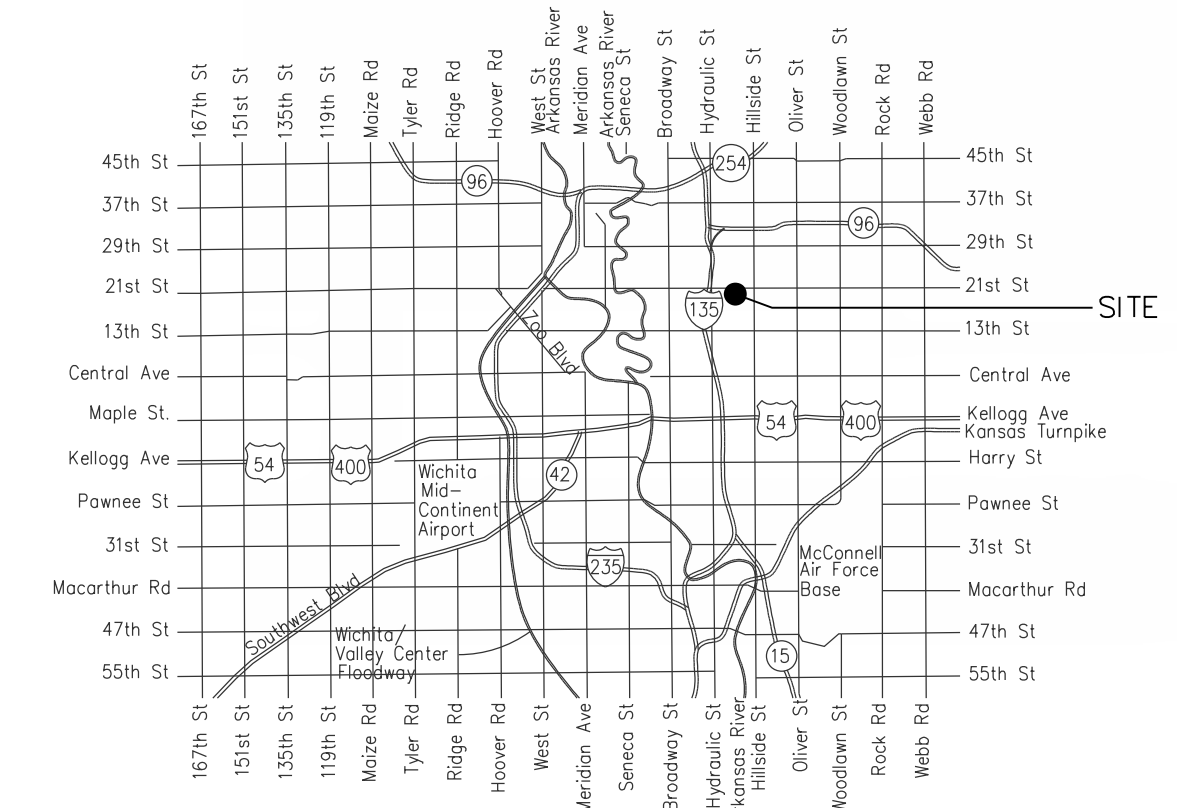 167th St
151st St
135th St
119th St
Maize Rd
Tyler Rd
Ridge Rd
Hoover Rd
West St
Arkansas River
Meridian Ave
Arkansas River
Seneca St
Broadway St
Hydraulic St
Hillside St
Oliver St
Woodlawn St
Rock Rd
Webb Rd
45th St
254
45th St
96
37th St
37th St
96
29th St
29th St
21st St
21st St
135
SITE
13th St
Zoo Blvd
13th St
Central Ave
Central Ave
Maple St.
54
400
Kellogg Ave
Kansas Turnpike
Kellogg Ave
54
400
Harry St
Wichita
Mid-
Continent
Airport
42
Pawnee St
Pawnee St
31st St
31st St
McConnell
Air Force
Base
235
Macarthur Rd
Macarthur Rd
Southwest Blvd
47th St
47th St
Wichita/
Valley Center
Floodway
15
55th St
55th St
167th St
151st St
135th St
119th St
Maize Rd
Tyler Rd
Ridge Rd
Hoover Rd
West St
Meridian Ave
Seneca St
Broadway St
Hydraulic St
Arkansas River
Hillside St
Oliver St
Woodlawn St
Rock Rd
Webb Rd